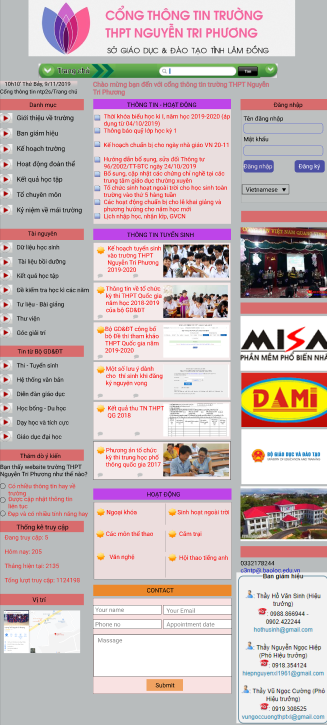 CỔNG THÔNG TIN TRƯỜNG
THPT NGUYỄN TRI PHƯƠNG
SỞ GIÁO DỤC & ĐÀO TẠO TỈNH LÂM ĐỒNG
Trang chủ
Tìm
10h10' Thứ Bảy, 9/11/2019
Cổng thông tin ntp2s/Trang chủ
Chào mừng bạn đến với cổng thông tin trường THPT Nguyễn
Tri Phương
Danh mục
Giới thiệu về trường
Ban giám hiệu
Kế hoạch trường
Hoạt động đoàn thể
Kết quả học tập
Tổ chuyên môn
Kỷ niệm về mái trường
Tài nguyên
Dữ liệu học sinh
Tài liệu bồi dưỡng
Kết quả học tập
Đề kiểm tra học kì các năm
Tư liệu - Bài giảng
Thư viện
Góc giải trí
Tin từ Bộ GD&ĐT
Thi - Tuyển sinh
Hệ thống văn bản
Diễn đàn giáo dục
Học bổng - Du học
Dạy học và tích cực
Giáo dục đại học
Thăm dò ý kiến
Bạn thấy website trường THPT
Nguyễn Tri Phương như thế nào?
Có nhiều thông tin hay về
trường
Được cập nhật thông tin
liên tục
Đẹp và có nhiều tính năng hay
Thống kê truy cập
Đang truy cập: 5
Hôm nay: 205
Tháng hiện tại: 2135
Tổng lượt truy cập: 1124198
Vị trí
THÔNG TIN - HOẠT ĐỘNG
Thời khóa biểu học kì I, năm học 2019-2020 (áp
dụng từ 04/10/2019)
Thông báo quỹ lớp học kỳ 1
Kế hoạch chuẩn bị cho ngày nhà giáo VN 20-11
Hướng dẫn bổ sung, sửa đổi Thông tư
96/2002/TT-BTC ngày 24/10/2019
Bổ sung, cập nhật các chứng chỉ nghề tại các
trung tâm giáo dục thường xuyên
Tổ chức sinh hoạt ngoài trời cho học sinh toàn
trường vào thứ 5 hàng tuần
Các hoạt động chuẩn bị cho lễ khai giảng và
phương hướng cho năm học mới
Lịch nhập học, nhận lớp, GVCN
THÔNG TIN TUYỂN SINH
Kế hoạch tuyển sinh
vào trường THPT
Nguyễn Tri Phương
2019-2020
Thông tin về tổ chức
kỳ thi THPT Quốc gia
năm học 2018-2019
của bộ GD&ĐT
Bộ GD&ĐT công bố
bộ Đề thi tham khảo
THPT Quốc gia năm
2019-2020
Một số lưu ý dành
cho thí sinh khi đăng
ký nguyện vọng
Kết quả thu TN THPT
QG 2018
Phương án tổ chức
kỳ thi trung học phổ
thông quốc gia 2017
HOẠT ĐỘNG
Ngoại khóa
Sinh hoạt ngoài trời
Các môn thể thao
Cắm trại
Văn nghệ
Hội thao tiếng anh
CONTACT
Your name
Your Email
Phone no
Appointment date
Massage
Submit
Đăng nhập
Tên đăng nhập
Mật khẩu
Đăng nhập
Đăng ký
Vietnamese
MISA
PHẦN MỀM PHỔ BIẾN NHẤ
DAMi
BỘ GIÁO DỤC VÀ ĐÀO TẠO
0332178244
c3ntp@.baoloc.edu.vn
Ban giám hiệu
Thầy Hồ Văn Sinh (Hiệu
trưởng)
: 0988.866944 -
0902.422244
hothusinh@gmail.com
Thầy Nguyễn Ngọc Hiệp
(Phó Hiệu trưởng)
: 0918.354124
hiepnguyenxl1961@gmail.com
Thầy Vũ Ngọc Cường (Phó
Hiệu trưởng)
: 0919.308525
vungoccuongthptxl@gmail.com